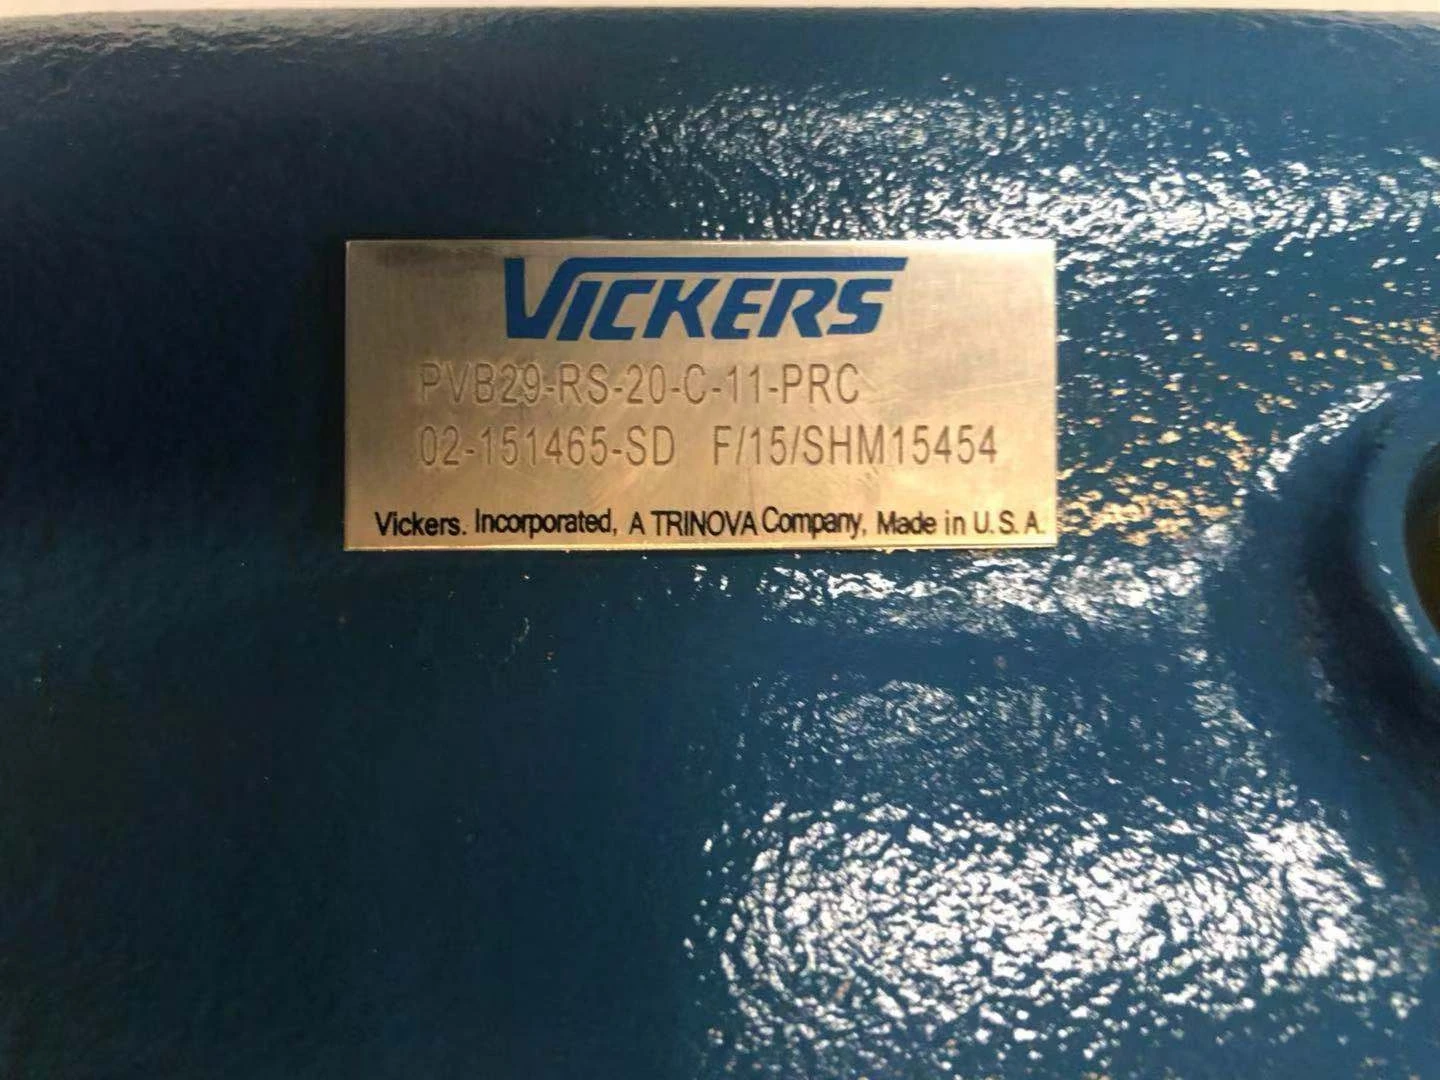 VICKERS
PVB29-RS-20-C-11-PRC
02-151465-SD F/15/SHM15454
Vickers. Incorporated, A TRINOVA Company, Made in U.S.A.